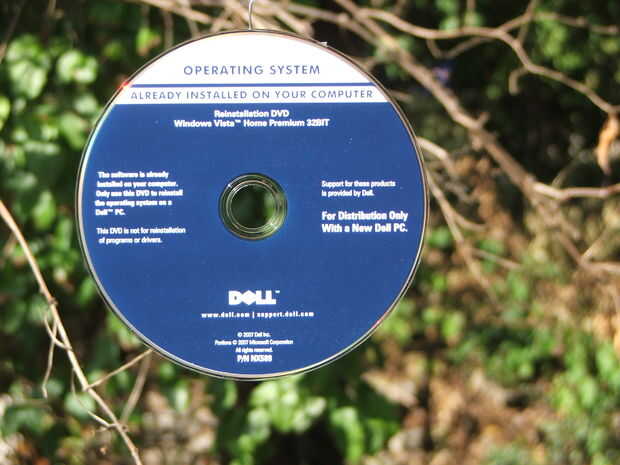 OPERATING SYSTEM
ALREADY INSTALLED ON YOUR COMPUTER
Reinstallation DVD
Windows Vista™ Home Premium 32BIT
The software is already
installed on your computer.
Only use this DVD to reinstall
the operating system on a
Dell™ PC.
This DVD is not for reinstallation
of programs or drivers.
Support for these products
is provided by Dell.
For Distribution Only
With a New Dell PC.
DELL™
www.dell.com | support.dell.com
© 2007 Dell Inc.
Portions © 2007 Microsoft Corporation
All rights reserved.
P/N NX589